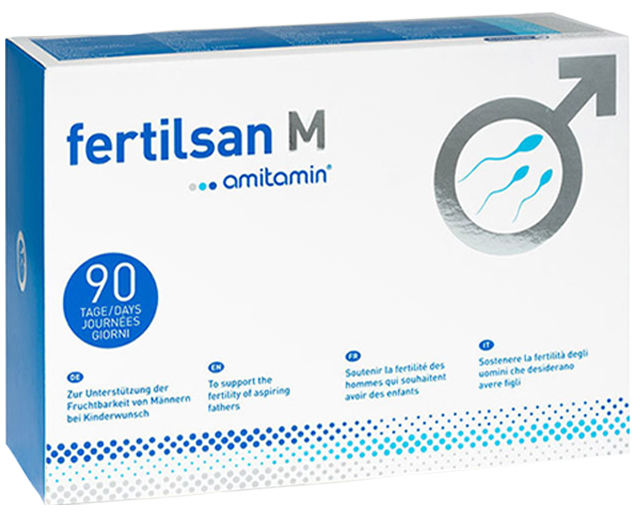 fertilsan M
amitamin®
90
TAGE/DAYS
JOURNÉES
GIORNI
DE
Zur Unterstützung der
Fruchtbarkeit von Männern
bei Kinderwunsch
EN
To support the
fertility of aspiring
fathers
FR
Soutenir la fertilité des
hommes qui souhaitent
avoir des enfants
IT
Sostenere la fertilità degli
uomini che desiderano
avere figli